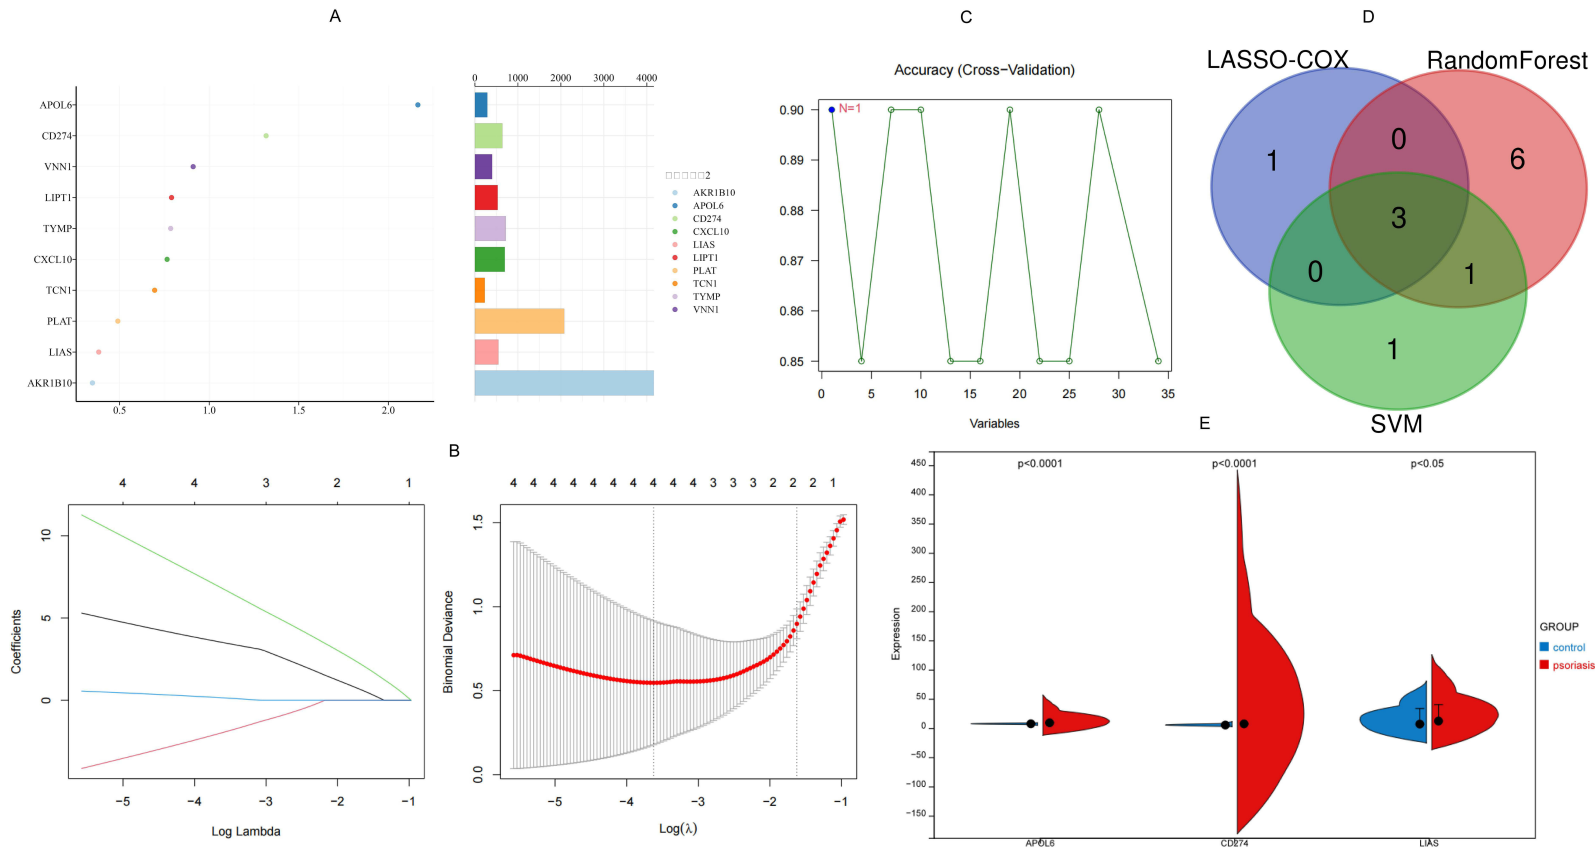 A
APOL6
CD274
VNN1
LIPT1
TYMP
CXCL10
TCN1
PLAT
LIAS
AKR1B10
0.5 1.0 1.5 2.0
0 1000 2000 3000 4000
□□□□□2
AKR1B10
APOL6
CD274
CXCL10
LIAS
LIPT1
PLAT
TCN1
TYMP
VNN1
C
Accuracy (Cross−Validation)
N=1
0.90
0.89
0.88
0.87
0.86
0.85
0 5 10 15 20 25 30 35
Variables
D
LASSO-COX RandomForest
1 0 6
3
0 1
1
SVM
B
4 4 3 2 1
Coefficients
10
5
0
−5 −4 −3 −2 −1
Log Lambda
4 4 4 4 4 4 4 4 4 4 3 3 3 2 2 2 1
Binomial Deviance
1.5
1.0
0.5
0.0
−5 −4 −3 −2 −1
Log(λ)
E
p<0.0001 p<0.0001 p<0.05
Expression
450
400
350
300
250
200
150
100
50
0
−50
−100
−150
APOL6 CD274 LIAS
GROUP
control
psoriasis